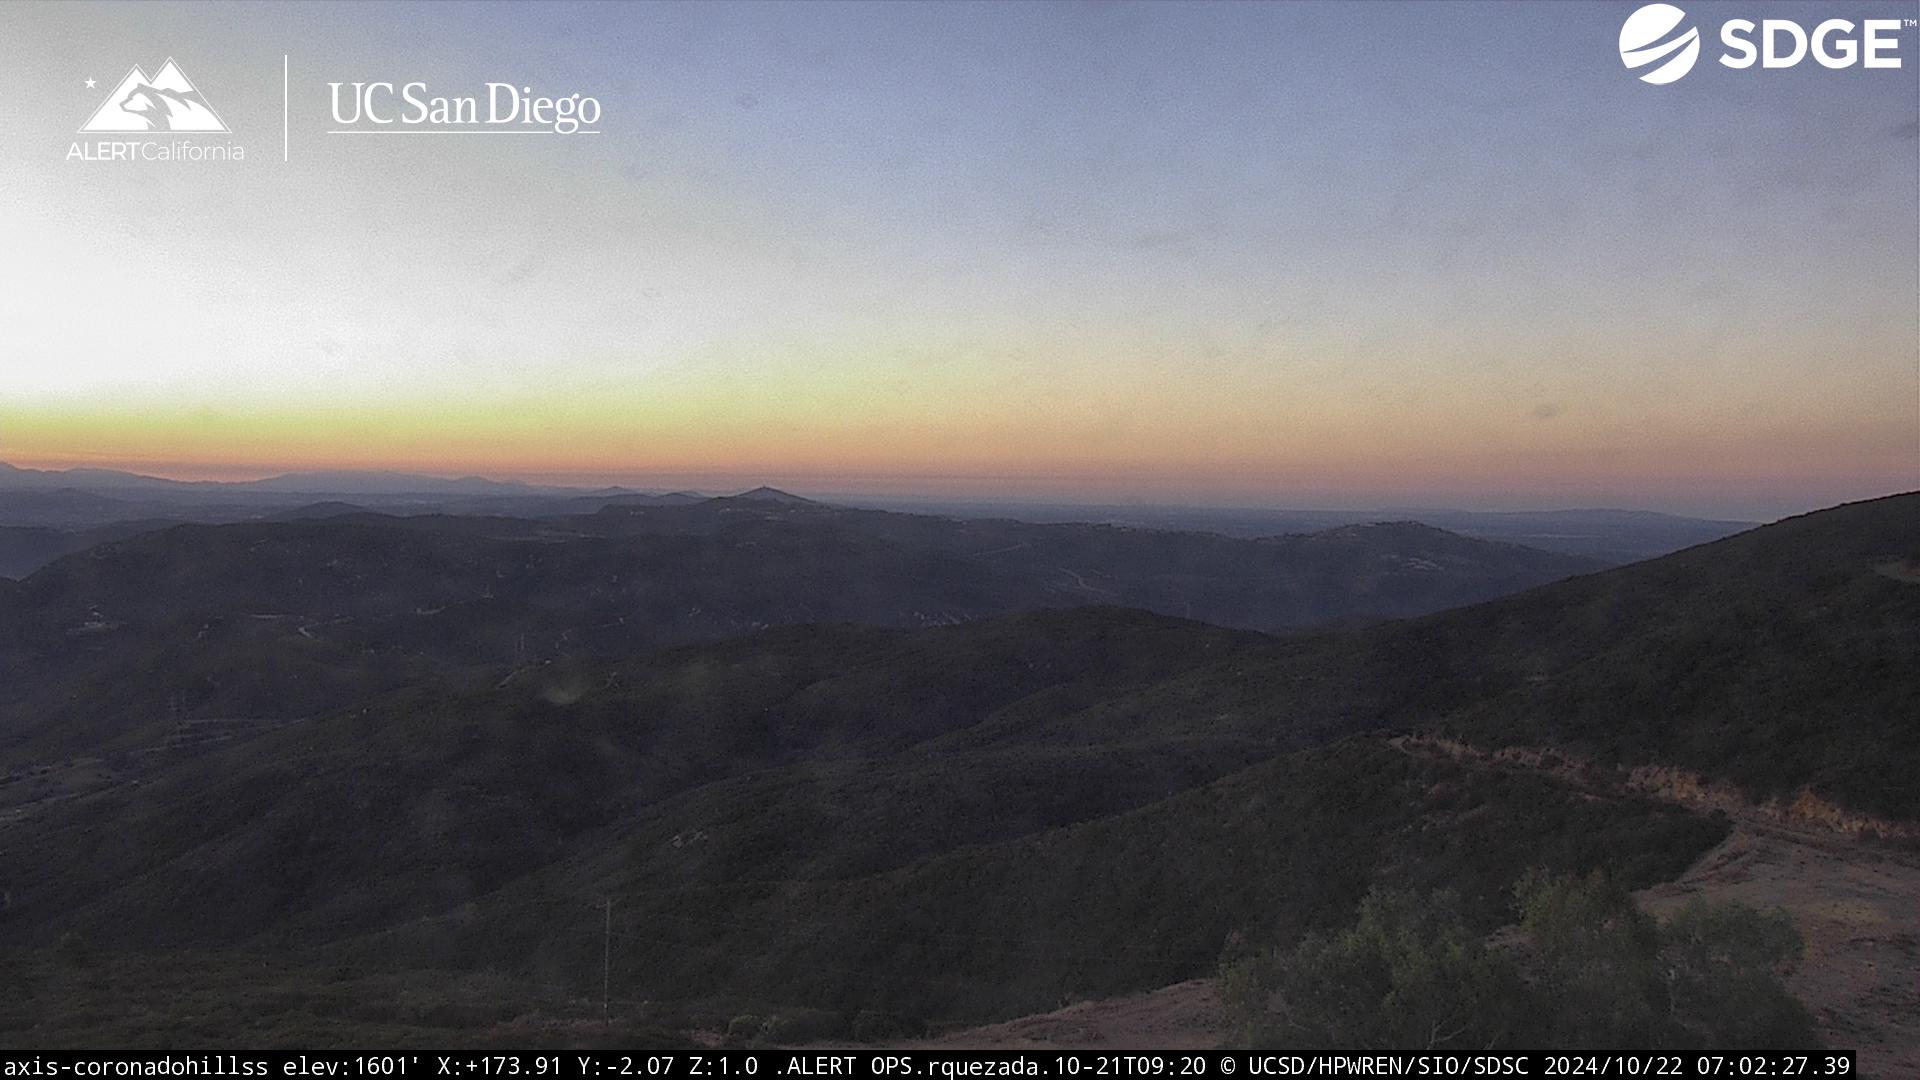 SDGE™
UC San Diego
ALERTCalifornia
axis-coronadohillss elev:1601' X:+173.91 Y:-2.07 Z:1.0 .ALERT OPS.rquezada.10-21T09:20 © UCSD/HPWREN/SIO/SDSC 2024/10/22 07:02:27.39